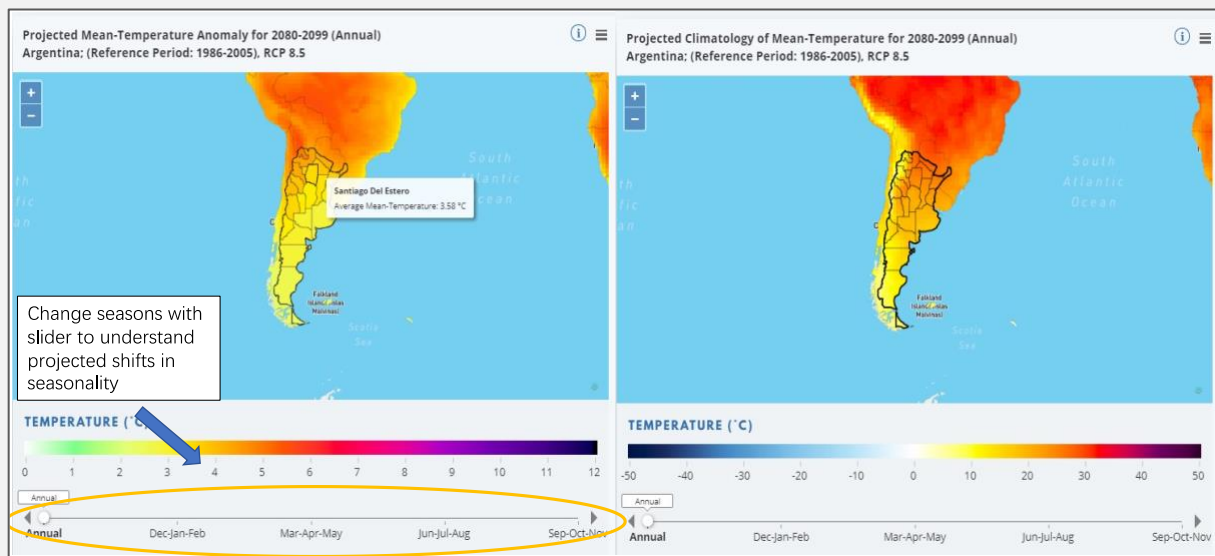 Projected Mean-Temperature Anomaly for 2080-2099 (Annual)
Argentina; (Reference Period: 1986-2005), RCP 8.5
i
+
−
South
Atlantic
Ocean
Santiago Del Estero
Average Mean-Temperature: 3.58 °C
Falkland
Malvinas)
Scotia
Sea
Change seasons with
slider to understand
projected shifts in
seasonality
TEMPERATURE (˚C)
0 1 2 3 4 5 6 7 8 9 10 11 12
Annual
Annual Dec-Jan-Feb Mar-Apr-May Jun-Jul-Aug Sep-Oct-Nov
Projected Climatology of Mean-Temperature for 2080-2099 (Annual)
Argentina; (Reference Period: 1986-2005), RCP 8.5
i
+
−
South
Atlantic
Ocean
Falkland
Malvinas)
Scotia
Sea
TEMPERATURE (˚C)
-50 -40 -30 -20 -10 0 10 20 30 40 50
Annual
Annual Dec-Jan-Feb Mar-Apr-May Jun-Jul-Aug Sep-Oct-Nov